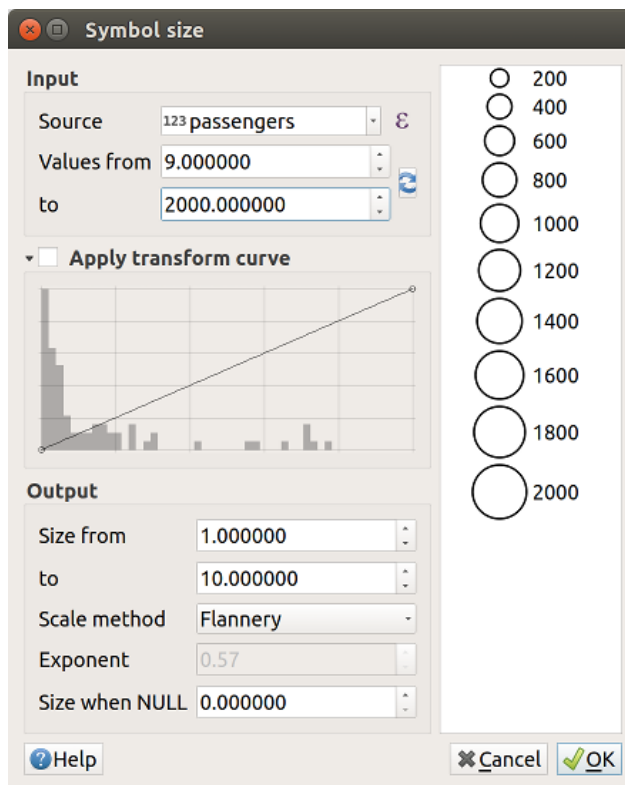 Symbol size
Input
Source 123 passengers ε
Values from 9.000000
to 2000.000000
Apply transform curve
Output
Size from 1.000000
to 10.000000
Scale method Flannery
Exponent 0.57
Size when NULL 0.000000
Help
200
400
600
800
1000
1200
1400
1600
1800
2000
Cancel OK